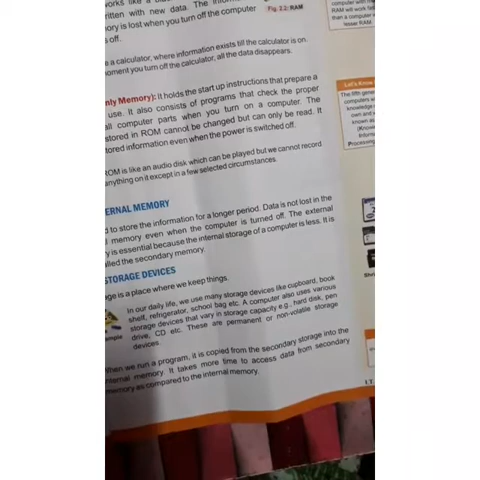 ritten with new data. The
ory is lost when you turn off the computer
s off.
Fig. 2.2: RAM
computer with
RAM will work
than a computer
lesser RAM.
e a calculator, where information exists till the calculator is on.
oment you turn off the calculator, all the data disappears.
nly Memory): It holds the start up instructions that prepare a
use. It also consists of programs that check the proper
all computer parts when you turn on a computer. The
stored in ROM cannot be changed but can only be read. It
tored information even when the power is switched off.
Let's Know
The fifth gene
computers
knowledge
own and
known as
(Know
Inform
Processing
ROM is like an audio disk which can be played but we cannot record
anything on it except in a few selected circumstances.
ERNAL MEMORY
d to store the information for a longer period. Data is not lost in the
l memory even when the computer is turned off. The external
y is essential because the internal storage of a computer is less. It is
alled the secondary memory.
STORAGE DEVICES
age is a place where we keep things.
In our daily life, we use many storage devices like cupboard, book
shelf, refrigerator, school bag etc. A computer also uses various
storage devices that vary in storage capacity e.g.: hard disk, pen
drive, CD etc. These are permanent or non-volatile storage
devices.
ample
When we run a program, it is copied from the secondary storage into the
internal memory. It takes more time to access data from secondary
memory as compared to the internal memory.
I.T.